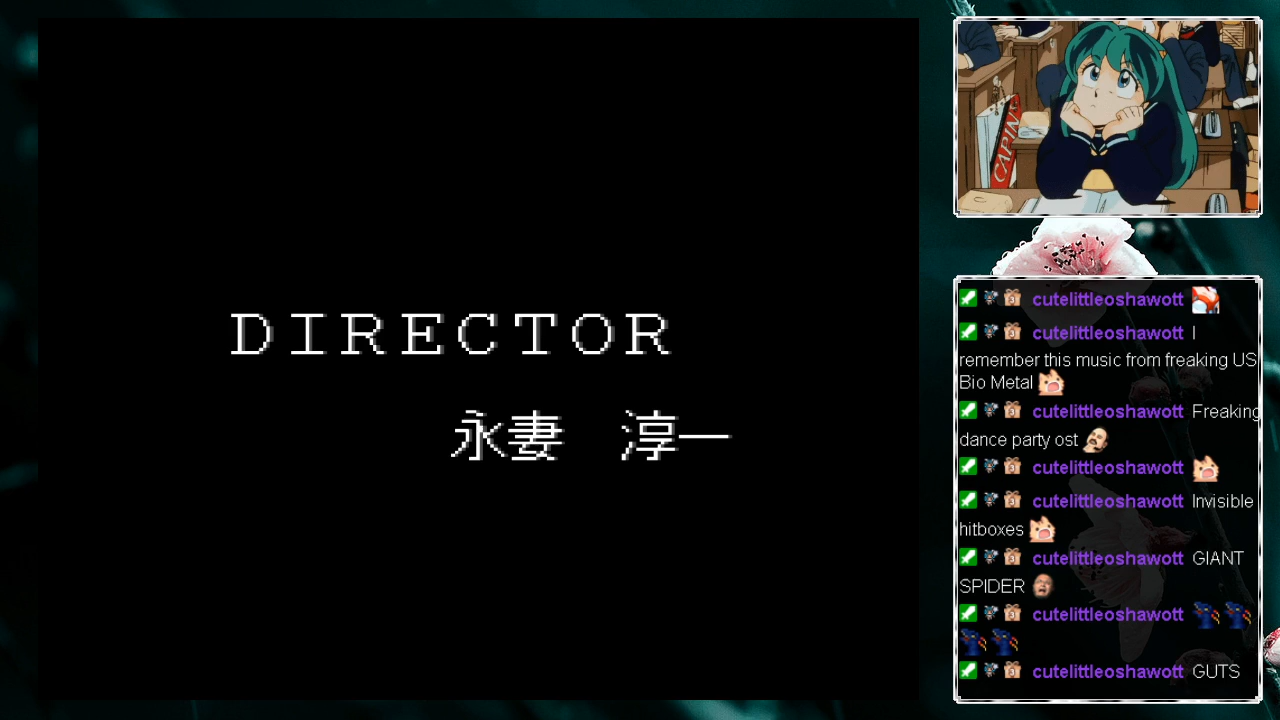 DIRECTOR
永妻 淳一
CAPIN
cutelittleoshawott
cutelittleoshawott I
remember this music from freaking US
Bio Metal
cutelittleoshawott Freaking
dance party ost
cutelittleoshawott
cutelittleoshawott Invisible
hitboxes
cutelittleoshawott GIANT
SPIDER
cutelittleoshawott
cutelittleoshawott GUTS